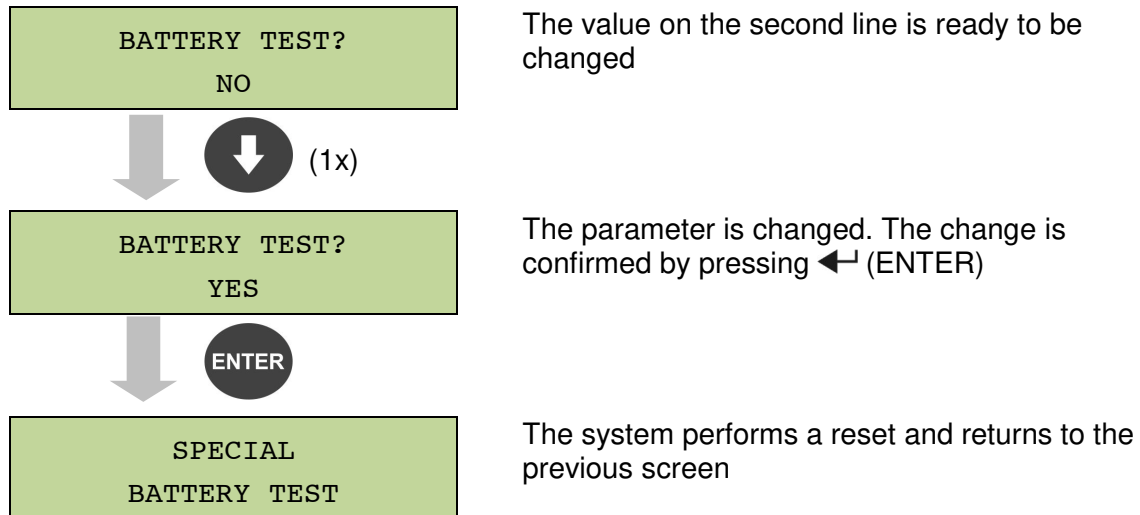 BATTERY TEST?
NO
The value on the second line is ready to be
changed
(1x)
BATTERY TEST?
YES
The parameter is changed. The change is
confirmed by pressing ↵ (ENTER)
ENTER
SPECIAL
BATTERY TEST
The system performs a reset and returns to the
previous screen